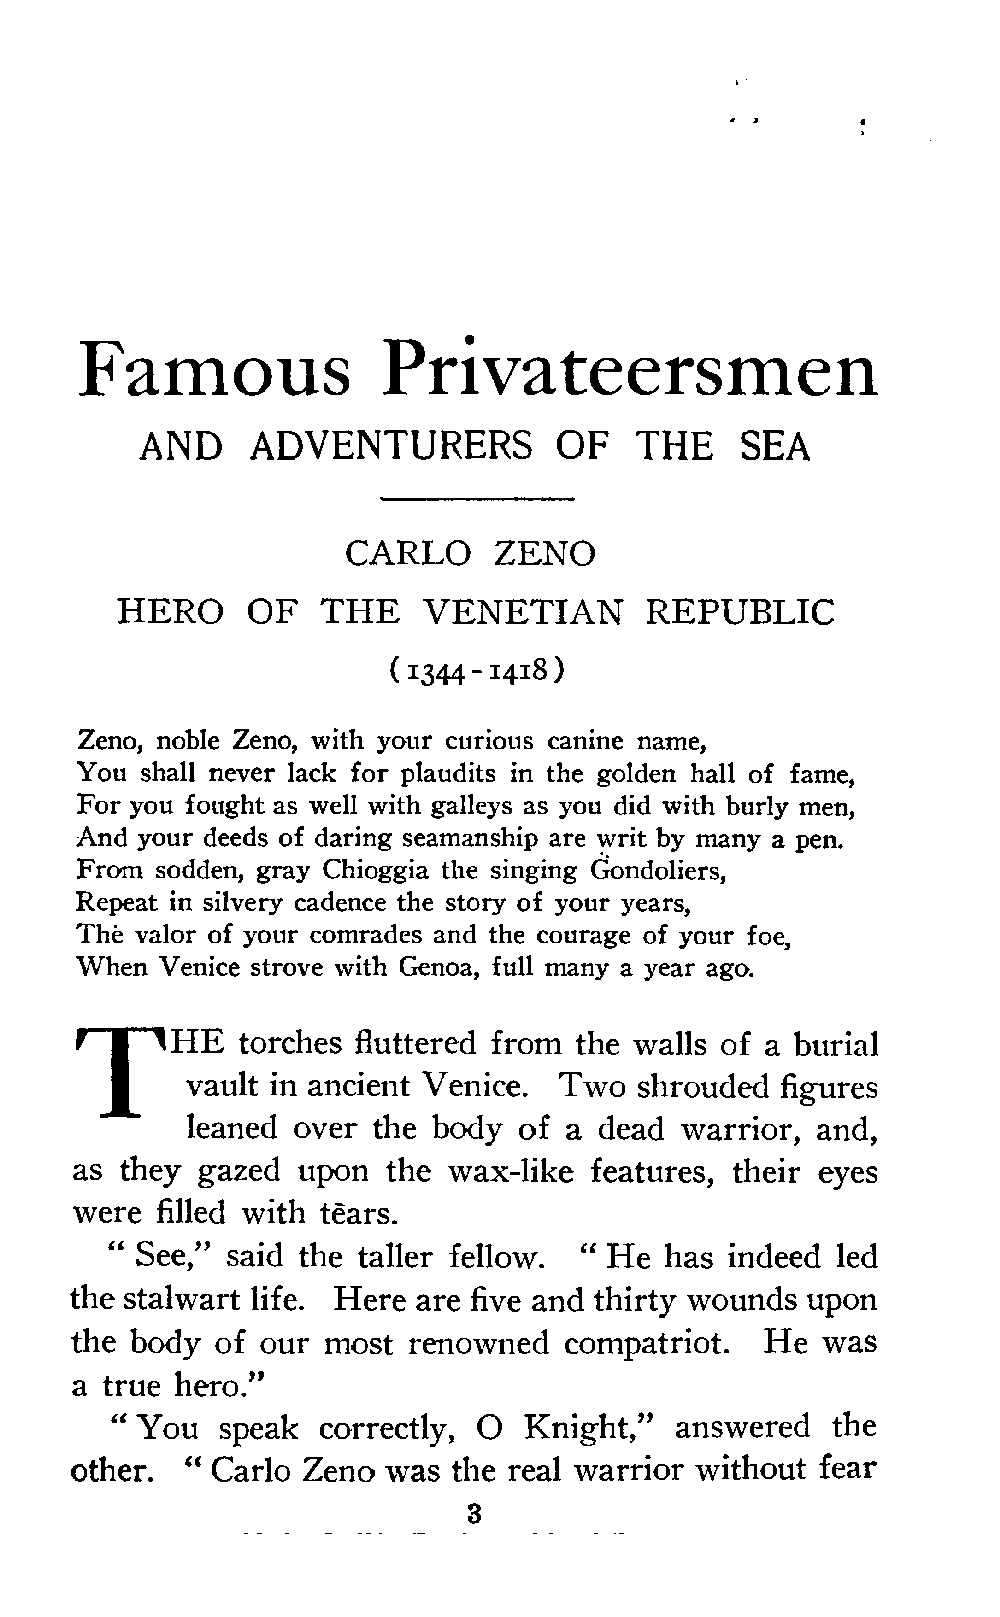 Famous Privateersmen
AND ADVENTURERS OF THE SEA
CARLO ZENO
HERO OF THE VENETIAN REPUBLIC
(1344-1418)
Zeno, noble Zeno, with your curious canine name,
You shall never lack for plaudits in the golden hall of fame,
For you fought as well with galleys as you did with burly men,
And your deeds of daring seamanship are writ by many a pen.
From sodden, gray Chioggia the singing Gondoliers,
Repeat in silvery cadence the story of your years,
The valor of your comrades and the courage of your foe,
When Venice strove with Genoa, full many a year ago.
THE torches fluttered from the walls of a burial
vault in ancient Venice. Two shrouded figures
leaned over the body of a dead warrior, and,
as they gazed upon the wax-like features, their eyes
were filled with tears.
“ See,” said the taller fellow. “ He has indeed led
the stalwart life. Here are five and thirty wounds upon
the body of our most renowned compatriot. He was
a true hero.”
“ You speak correctly, O Knight,” answered the
other. “ Carlo Zeno was the real warrior without fear
3